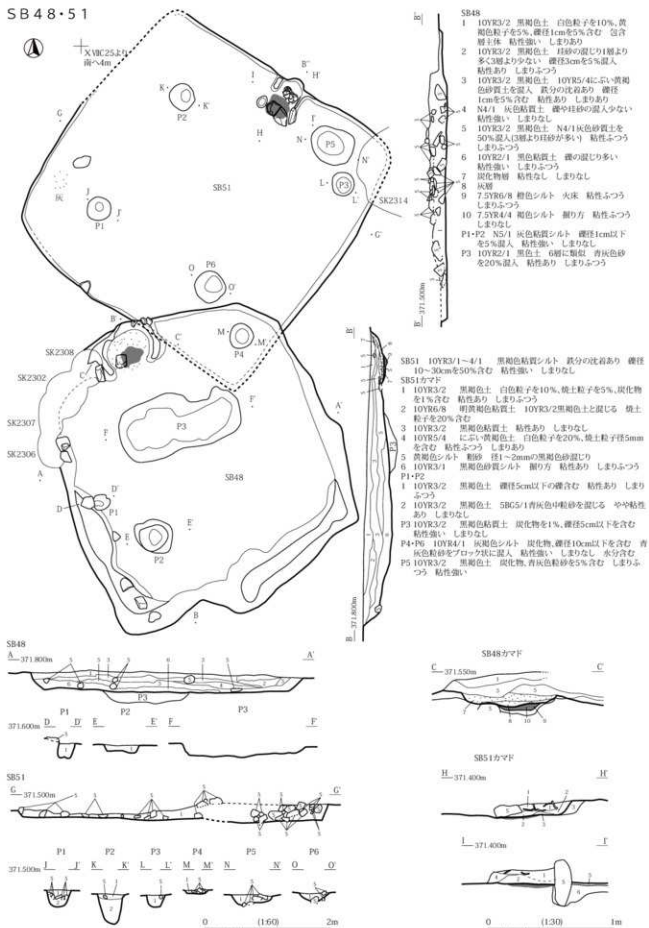 SB48・51
XⅦC25より
南へ4m
SB51
SB48
SK2314
SK2308
SK2302
SK2307
SK2306
灰
P1
P2
P3
P4
P5
P6
SB48
1 10YR3/2 黒褐色土 白色粒子を10%、黄
褐色粒子を5%、礫径1cmを5%含む 包含
層主体 粘性強い しまりあり
2 10YR3/2 黒褐色土 珪砂の混じり1層より
多く3層より少ない 礫径3cmを5%混入
粘性あり しまりふつう
3 10YR3/2 黒褐色土 10YR5/4にぶい黄褐
色砂質土を混入 鉄分の沈着あり 礫径
1cmを5%含む 粘性あり しまりあり
4 N4/1 灰色粘質土 礫や珪砂の混入少ない
粘性強い しまりなし
5 10YR3/2 黒褐色土 N4/1灰色砂質土を
50%混入(3層より珪砂が多い) 粘性ふつう
しまりふつう
6 10YR2/1 黒色粘質土 礫の混じり多い
粘性強い しまりふつう
7 炭化物層 粘性なし しまりなし
8 灰層
9 7.5YR6/8 橙色シルト 火床 粘性ふつう
しまりふつう
10 7.5YR4/4 褐色シルト 掘り方 粘性ふつう
しまりなし
P1・P2 N5/1 灰色粘質シルト 礫径1cm以下
を5%混入 粘性強い しまりなし
P3 10YR2/1 黒色土 6層に類似 青灰色砂
を20%混入 粘性あり しまりふつう
371.500m
371.800m
SB51 10YR3/1～4/1 黒褐色粘質シルト 鉄分の沈着あり 礫径
10～30cmを50%含む 粘性強い しまりなし
SB51カマド
1 10YR3/2 黒褐色土 白色粒子を10%、焼土粒子を5%、炭化物
を1%含む 粘性あり しまりふつう
2 10YR6/8 明黄褐色粘質土 10YR3/2黒褐色土と混じる 焼土
粒子を20%含む
3 10YR3/2 黒褐色粘質土 粘性あり しまりなし
4 10YR5/4 にぶい黄褐色土 白色粒子を20%、焼土粒子径5mm
を含む 粘性ふつう しまりあり
5 黄褐色シルト 粗砂 径1～2mmの黒褐色砂混じり
6 10YR3/1 黒褐色砂質シルト 掘り方 粘性あり しまりふつう
P1・P2
1 10YR3/2 黒褐色土 礫径5cm以下の礫含む 粘性あり しまり
ふつう
2 10YR3/2 黒褐色土 5BG5/1青灰色中粒砂を混じる やや粘性
あり しまりなし
P3 10YR3/2 黒褐色粘質土 炭化物を1%、礫径5cm以下を含む
粘性強い しまりなし
P4・P6 10YR4/1 灰褐色シルト 炭化物、礫径10cm以下を含む 青
灰色粒砂をブロック状に混入 粘性強い しまりなし 水分含む
P5 10YR3/2 黒褐色土 炭化物、青灰色粒砂を5%含む しまりふ
つう 粘性強い
SB48
A 371.800m A'
P3
P1 P2 P3
371.600m D D' E E' F F'
SB51
G 371.500m G'
P1 P2 P3 P4 P5 P6
371.500m J J' K K' L L' M M' N N' O O'
0 (1:60) 2m
SB48カマド
C 371.550m C'
SB51カマド
H 371.400m H'
I 371.400m I'
0 (1:30) 1m